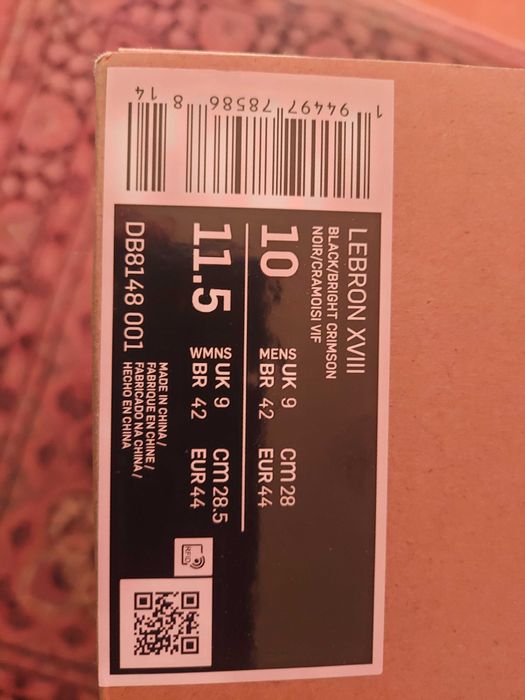 LEBRON XVIII
BLACK/BRIGHT CRIMSON
NOIR/CRAMOISI VIF
10 MENS UK 9 cm 28
BR 42 EUR 44
11.5 WMNS UK 9 cm 28.5
BR 42 EUR 44
DB8148 001
MADE IN CHINA/
FABRIQUE EN CHINE/
FABRICADO NA CHINA/
HECHO EN CHINA
RFID
1 94497 78586 8 14